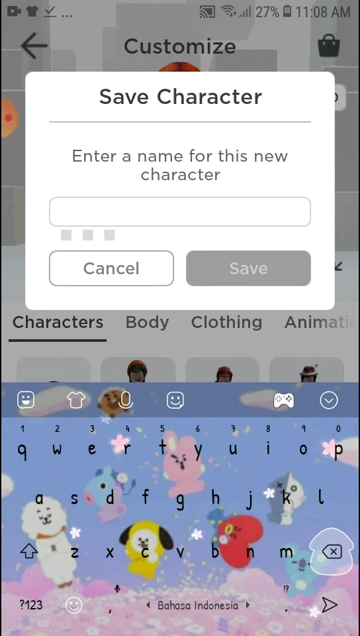 ... 27% 11:08 AM
Customize
Save Character
Enter a name for this new
character
Cancel Save
Characters Body Clothing Animatio
1 2 3 4 5 6 7 8 9 0
q w e r t y u i o p
a s d f g h j k l
z x c v b n m
!?
?123 , Bahasa Indonesia .